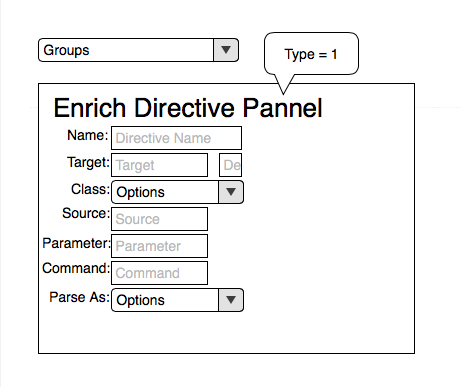 Groups
Type = 1
Enrich Directive Pannel
Name: Directive Name
Target: Target De
Class: Options
Source: Source
Parameter: Parameter
Command: Command
Parse As: Options